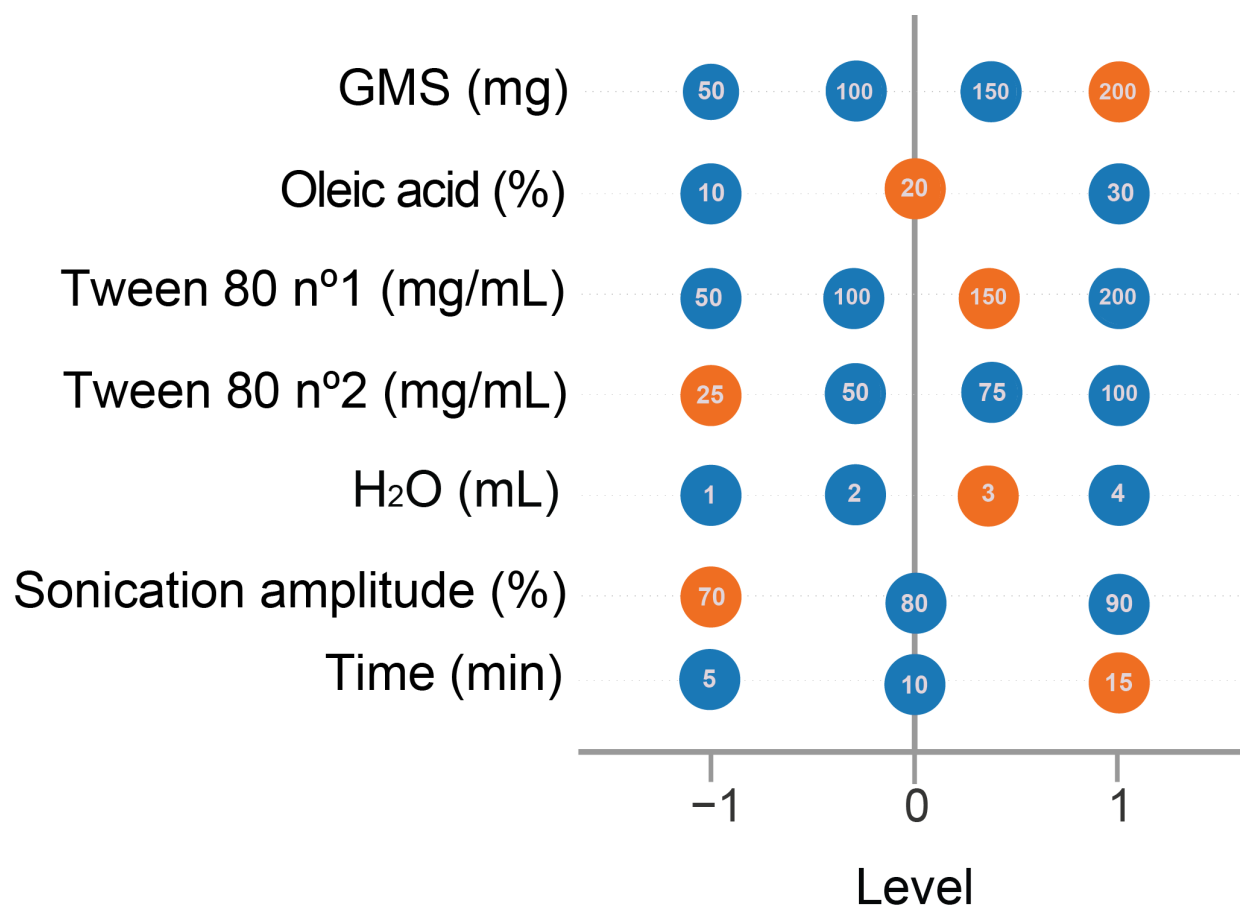 GMS (mg) 50 100 150 200
Oleic acid (%) 10 20 30
Tween 80 nº1 (mg/mL) 50 100 150 200
Tween 80 nº2 (mg/mL) 25 50 75 100
H₂O (mL) 1 2 3 4
Sonication amplitude (%) 70 80 90
Time (min) 5 10 15
−1 0 1
Level